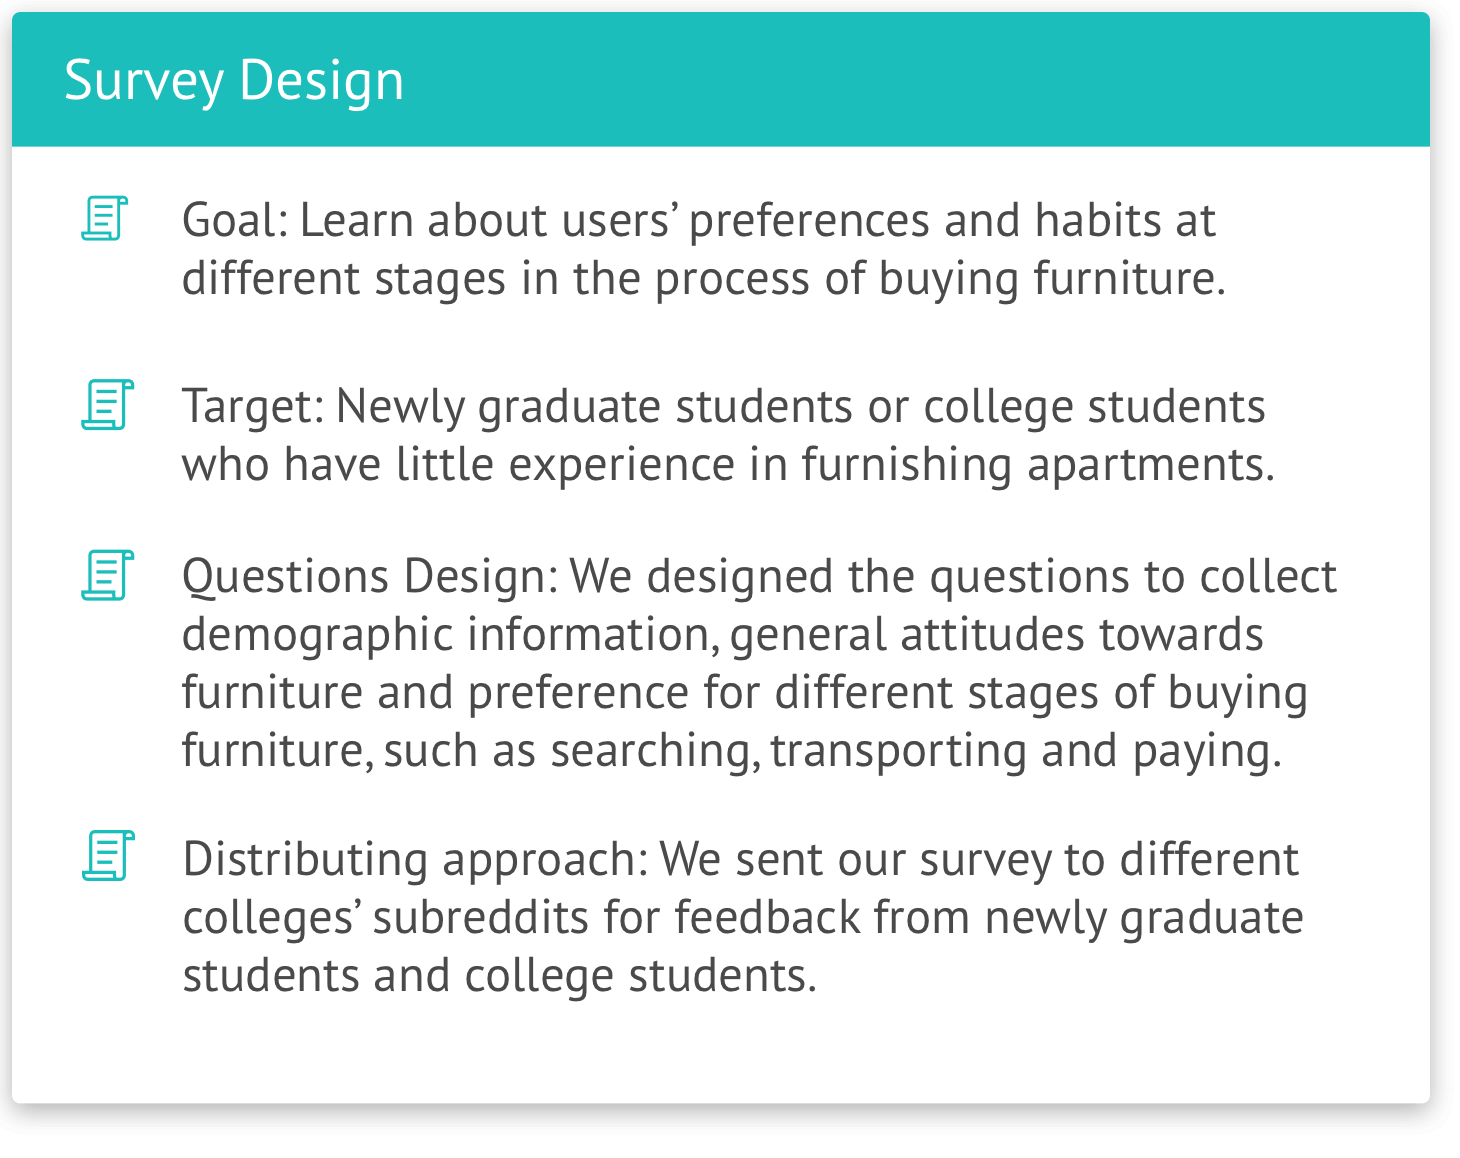 Survey Design
Goal: Learn about users’ preferences and habits at
different stages in the process of buying furniture.
Target: Newly graduate students or college students
who have little experience in furnishing apartments.
Questions Design: We designed the questions to collect
demographic information, general attitudes towards
furniture and preference for different stages of buying
furniture, such as searching, transporting and paying.
Distributing approach: We sent our survey to different
colleges’ subreddits for feedback from newly graduate
students and college students.